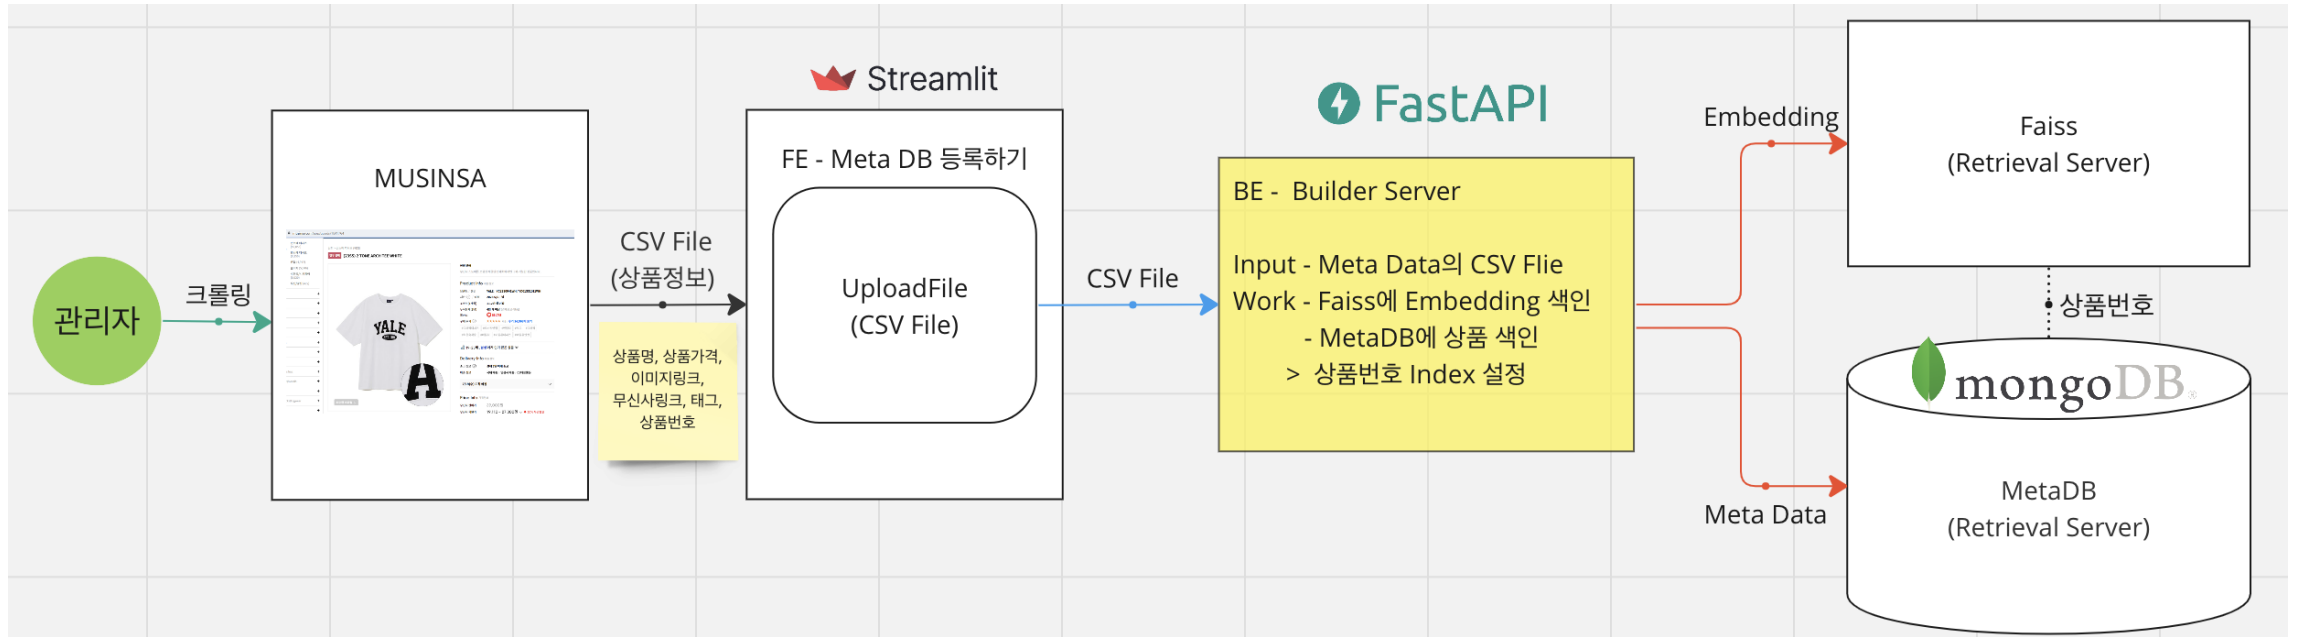 관리자
크롤링
MUSINSA
YALE
A
CSV File
(상품정보)
상품명, 상품가격,
이미지링크,
무신사링크, 태그,
상품번호
Streamlit
FE - Meta DB 등록하기
UploadFile
(CSV File)
CSV File
FastAPI
BE - Builder Server
Input - Meta Data의 CSV FIie
Work - Faiss에 Embedding 색인
- MetaDB에 상품 색인
> 상품번호 Index 설정
Embedding
Meta Data
Faiss
(Retrieval Server)
상품번호
mongoDB®
MetaDB
(Retrieval Server)